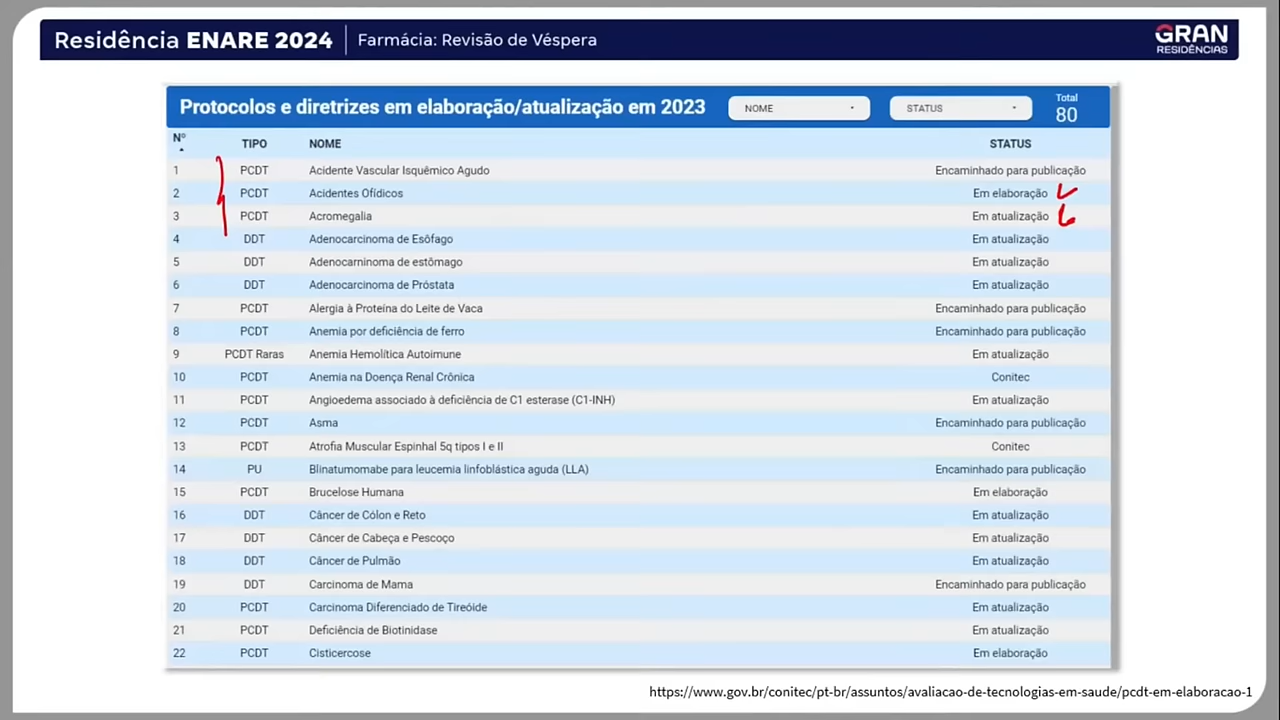 Residência ENARE 2024 | Farmácia: Revisão de Véspera
GRAN
RESIDÊNCIAS
Protocolos e diretrizes em elaboração/atualização em 2023 NOME STATUS Total
80
Nº TIPO NOME STATUS
1 PCDT Acidente Vascular Isquêmico Agudo Encaminhado para publicação
2 PCDT Acidentes Ofídicos Em elaboração
3 PCDT Acromegalia Em atualização
4 DDT Adenocarcinoma de Esôfago Em atualização
5 DDT Adenocarninoma de estômago Em atualização
6 DDT Adenocarcinoma de Próstata Em atualização
7 PCDT Alergia à Proteína do Leite de Vaca Encaminhado para publicação
8 PCDT Anemia por deficiência de ferro Encaminhado para publicação
9 PCDT Raras Anemia Hemolítica Autoimune Em atualização
10 PCDT Anemia na Doença Renal Crônica Conitec
11 PCDT Angioedema associado à deficiência de C1 esterase (C1-INH) Em atualização
12 PCDT Asma Encaminhado para publicação
13 PCDT Atrofia Muscular Espinhal 5q tipos I e II Conitec
14 PU Blinatumomabe para leucemia linfoblástica aguda (LLA) Encaminhado para publicação
15 PCDT Brucelose Humana Em elaboração
16 DDT Câncer de Cólon e Reto Em atualização
17 DDT Câncer de Cabeça e Pescoço Em atualização
18 DDT Câncer de Pulmão Em atualização
19 DDT Carcinoma de Mama Encaminhado para publicação
20 PCDT Carcinoma Diferenciado de Tireóide Em atualização
21 PCDT Deficiência de Biotinidase Em atualização
22 PCDT Cisticercose Em elaboração
https://www.gov.br/conitec/pt-br/assuntos/avaliacao-de-tecnologias-em-saude/pcdt-em-elaboracao-1